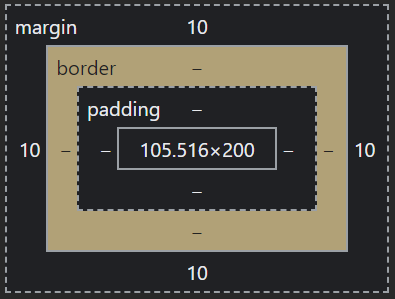 margin 10
border –
padding –
10 – – 105.516×200 – – 10
–
–
10